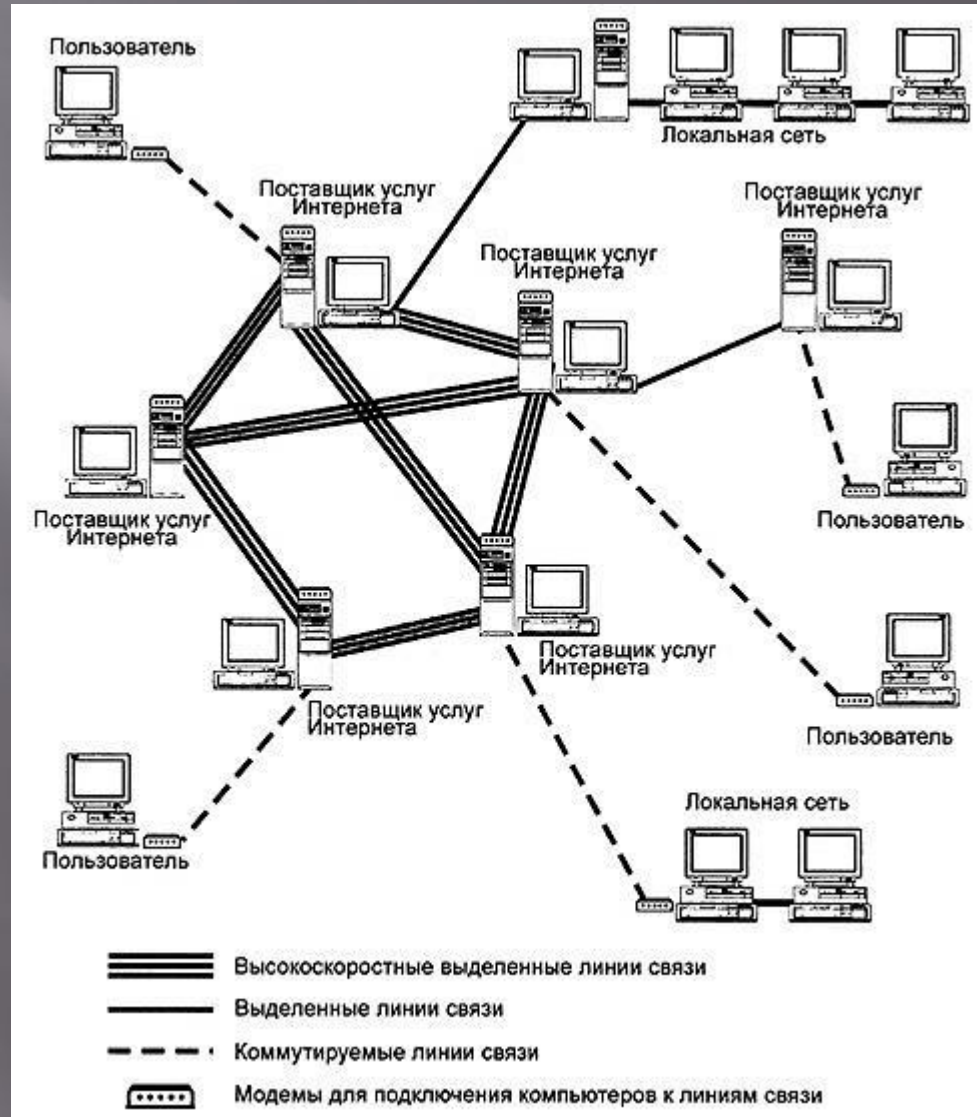 Пользователь
Локальная сеть
Поставщик услуг
Интернета
Поставщик услуг
Интернета
Поставщик услуг
Интернета
Поставщик услуг
Интернета
Пользователь
Поставщик услуг
Интернета
Поставщик услуг
Интернета
Пользователь
Локальная сеть
Пользователь
Высокоскоростные выделенные линии связи
Выделенные линии связи
Коммутируемые линии связи
Модемы для подключения компьютеров к линиям связи